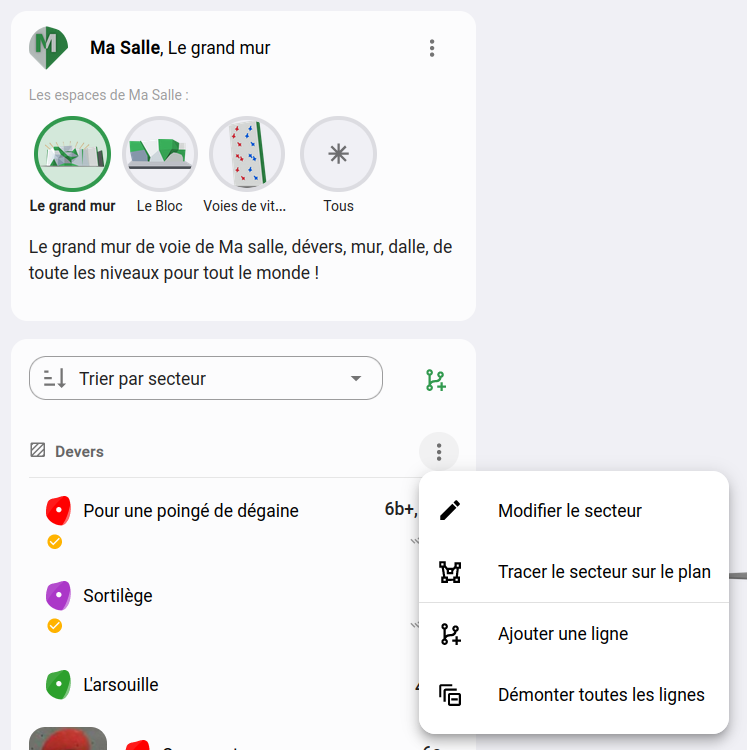 M
Ma Salle, Le grand mur
Les espaces de Ma Salle :
Le grand mur
Le Bloc
Voies de vit...
Tous
Le grand mur de voie de Ma salle, dévers, mur, dalle, de
toute les niveaux pour tout le monde !
Trier par secteur
Devers
Pour une poingé de dégaine
6b+,
Sortilège
L'arsouille
Modifier le secteur
Tracer le secteur sur le plan
Ajouter une ligne
Démonter toutes les lignes